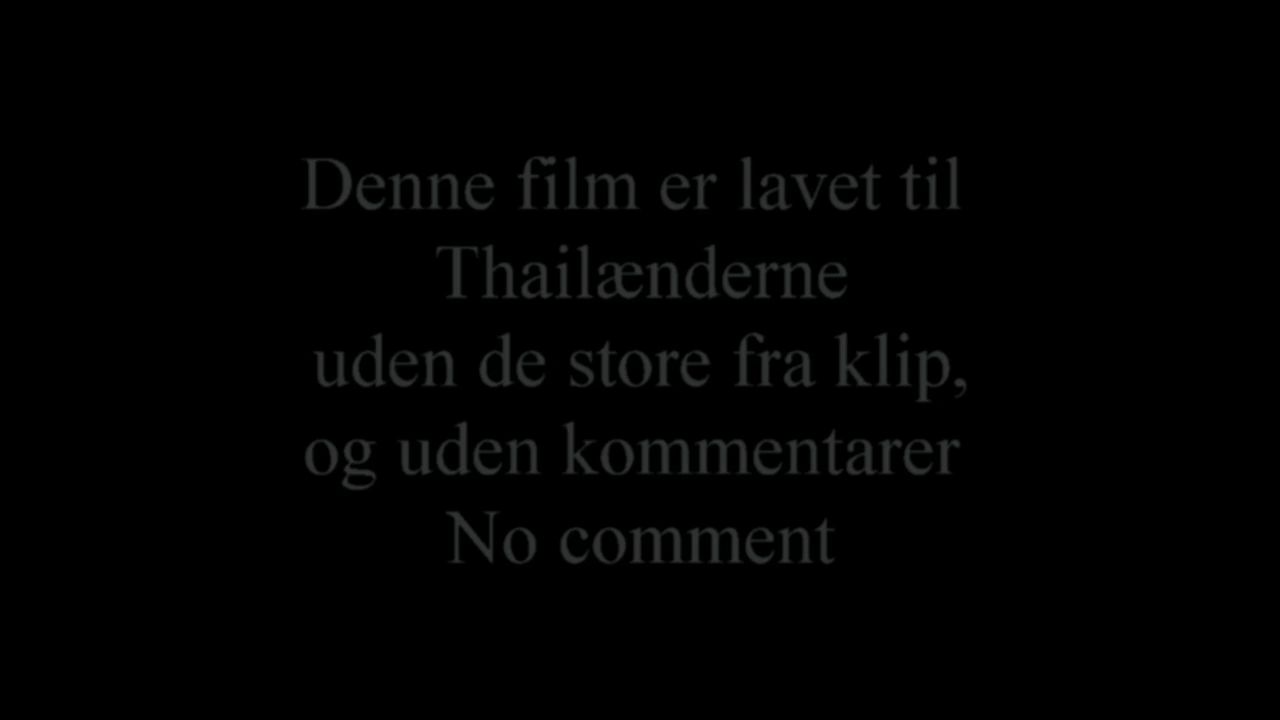 Denne film er lavet til
Thailænderne
uden de store fra klip,
og uden kommentarer
No comment